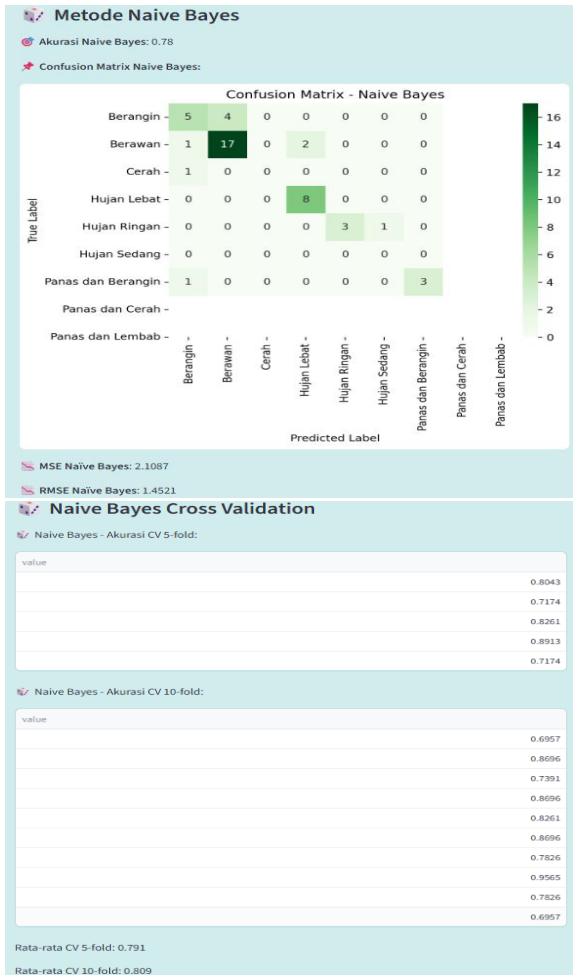 Metode Naive Bayes
Akurasi Naive Bayes: 0.78
Confusion Matrix Naive Bayes:
Confusion Matrix - Naive Bayes
True Label
Berangin 5 4 0 0 0 0 0
Berawan 1 17 0 2 0 0 0
Cerah 1 0 0 0 0 0 0
Hujan Lebat 0 0 0 8 0 0 0
Hujan Ringan 0 0 0 0 3 1 0
Hujan Sedang 0 0 0 0 0 0 0
Panas dan Berangin 1 0 0 0 0 0 3
Panas dan Cerah
Panas dan Lembab
Berangin
Berawan
Cerah
Hujan Lebat
Hujan Ringan
Hujan Sedang
Panas dan Berangin
Panas dan Cerah
Panas dan Lembab
Predicted Label
16
14
12
10
8
6
4
2
0
MSE Naïve Bayes: 2.1087
RMSE Naïve Bayes: 1.4521
Naive Bayes Cross Validation
Naive Bayes - Akurasi CV 5-fold:
value
0.8043
0.7174
0.8261
0.8913
0.7174
Naive Bayes - Akurasi CV 10-fold:
value
0.6957
0.8696
0.7391
0.8696
0.8261
0.8696
0.7826
0.9565
0.7826
0.6957
Rata-rata CV 5-fold: 0.791
Rata-rata CV 10-fold: 0.809